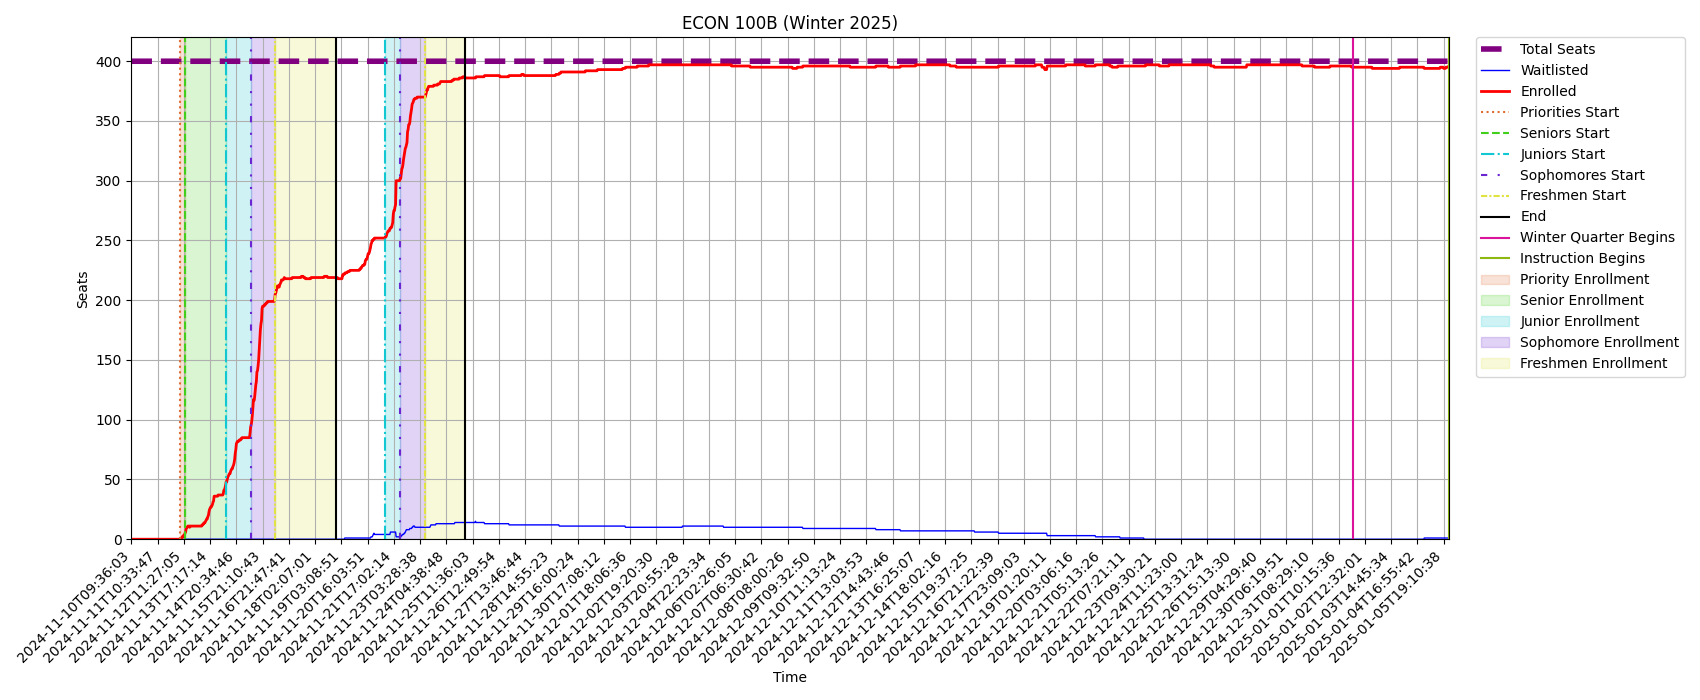 ECON 100B (Winter 2025)
Seats
400
350
300
250
200
150
100
50
0
2024-11-10T09:36:03
2024-11-11T10:33:47
2024-11-12T11:27:05
2024-11-13T17:17:14
2024-11-14T20:34:46
2024-11-15T21:10:43
2024-11-16T21:47:41
2024-11-18T02:07:01
2024-11-19T03:08:51
2024-11-20T16:03:51
2024-11-21T17:02:14
2024-11-23T03:28:38
2024-11-24T04:38:48
2024-11-25T11:36:03
2024-11-26T12:49:54
2024-11-27T13:46:44
2024-11-28T14:55:23
2024-11-29T16:00:24
2024-11-30T17:08:12
2024-12-01T18:06:36
2024-12-02T19:20:30
2024-12-03T20:55:28
2024-12-04T22:23:34
2024-12-06T02:26:05
2024-12-07T06:30:42
2024-12-08T08:00:26
2024-12-09T09:32:50
2024-12-10T11:13:24
2024-12-11T13:03:53
2024-12-12T14:43:46
2024-12-13T16:25:07
2024-12-14T18:02:16
2024-12-15T19:37:25
2024-12-16T21:22:39
2024-12-17T23:09:03
2024-12-19T01:20:11
2024-12-20T03:06:16
2024-12-21T05:13:26
2024-12-22T07:21:11
2024-12-23T09:30:21
2024-12-24T11:23:00
2024-12-25T13:31:24
2024-12-26T15:13:30
2024-12-29T04:29:40
2024-12-30T06:19:51
2024-12-31T08:29:10
2025-01-01T10:15:36
2025-01-02T12:32:01
2025-01-03T14:45:34
2025-01-04T16:55:42
2025-01-05T19:10:38
Time
Total Seats
Waitlisted
Enrolled
Priorities Start
Seniors Start
Juniors Start
Sophomores Start
Freshmen Start
End
Winter Quarter Begins
Instruction Begins
Priority Enrollment
Senior Enrollment
Junior Enrollment
Sophomore Enrollment
Freshmen Enrollment